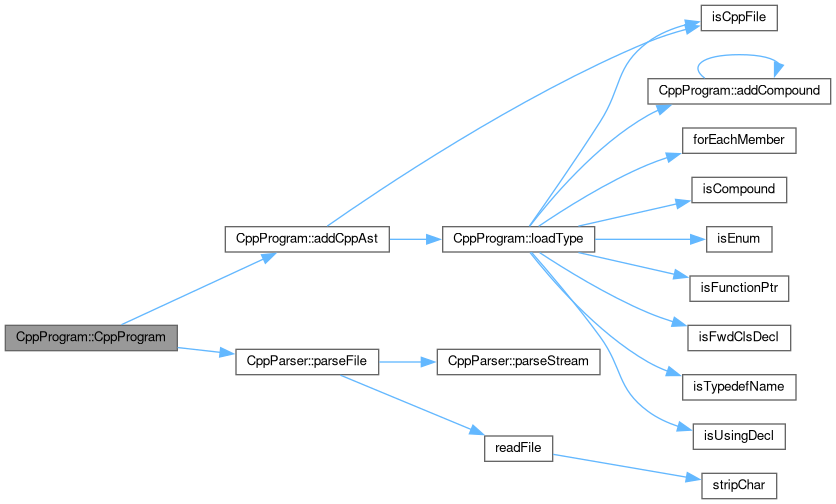 isCppFile
CppProgram::addCompound
forEachMember
isCompound
CppProgram::addCppAst
CppProgram::loadType
isEnum
isFunctionPtr
CppProgram::CppProgram
isFwdClsDecl
CppParser::parseFile
CppParser::parseStream
isTypedefName
isUsingDecl
readFile
stripChar